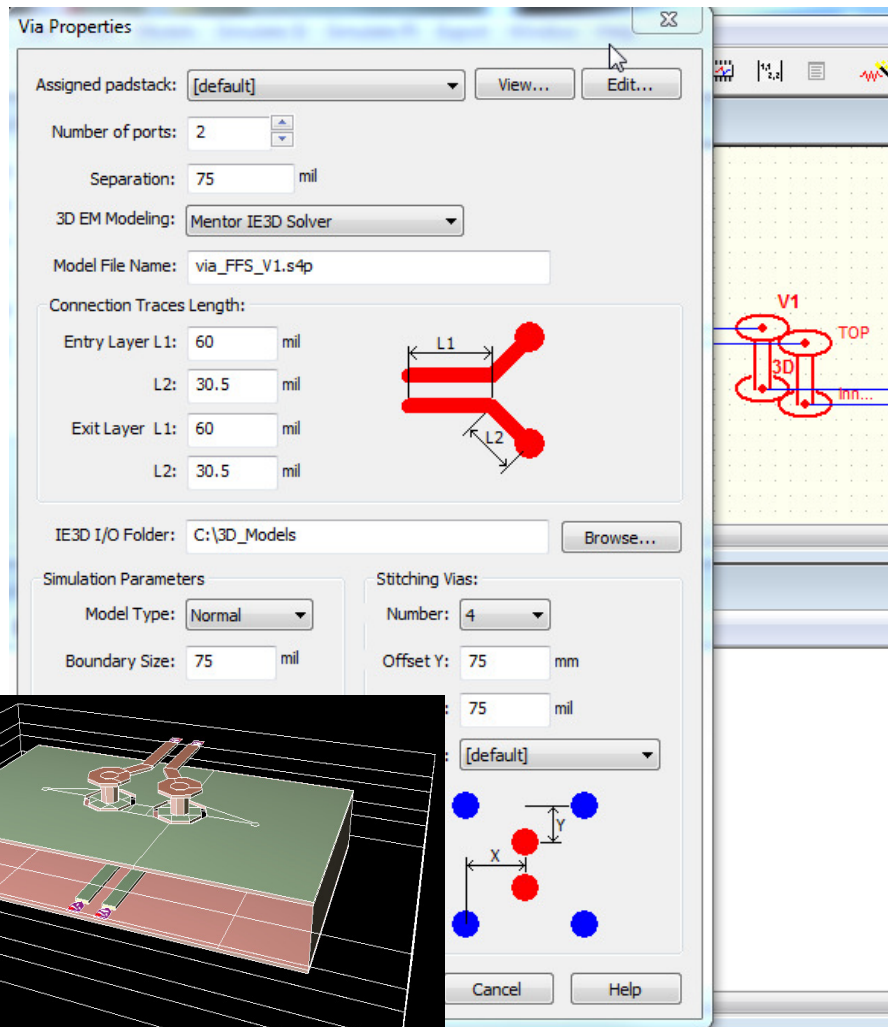 Via Properties
Assigned padstack: [default] View... Edit...
Number of ports: 2
Separation: 75 mil
3D EM Modeling: Mentor IE3D Solver
Model File Name: via_FFS_V1.s4p
Connection Traces Length:
Entry Layer L1: 60 mil
L2: 30.5 mil
Exit Layer L1: 60 mil
L2: 30.5 mil
L1
L2
IE3D I/O Folder: C:\3D_Models Browse...
Simulation Parameters
Model Type: Normal
Boundary Size: 75 mil
Stitching Vias:
Number: 4
Offset Y: 75 mm
: 75 mil
: [default]
Y
X
Cancel Help
V1
TOP
3D
Inn...